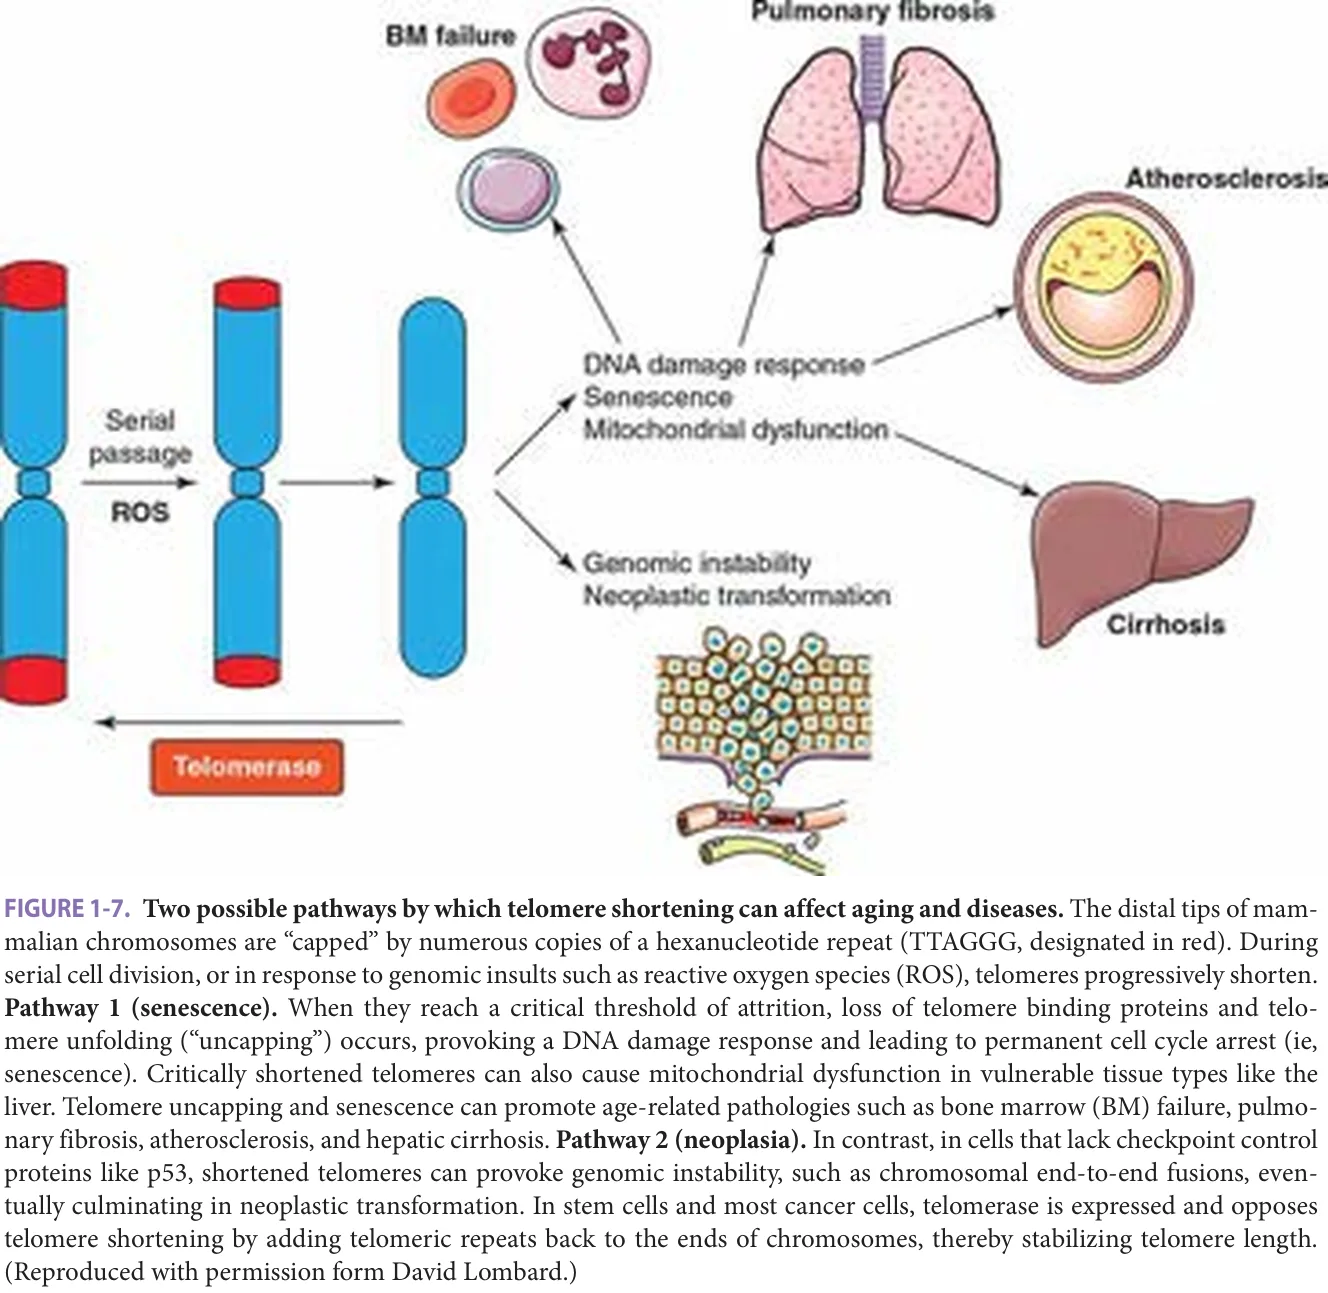 Pulmonary fibrosis
BM failure
Atherosclerosis
DNA damage response
Senescence
Mitochondrial dysfunction
Serial
passage
ROS
Genomic instability
Neoplastic transformation
Cirrhosis
Telomerase
FIGURE 1-7. Two possible pathways by which telomere shortening can affect aging and diseases. The distal tips of mam-
malian chromosomes are “capped” by numerous copies of a hexanucleotide repeat (TTAGGG, designated in red). During
serial cell division, or in response to genomic insults such as reactive oxygen species (ROS), telomeres progressively shorten.
Pathway 1 (senescence). When they reach a critical threshold of attrition, loss of telomere binding proteins and telo-
mere unfolding (“uncapping”) occurs, provoking a DNA damage response and leading to permanent cell cycle arrest (ie,
senescence). Critically shortened telomeres can also cause mitochondrial dysfunction in vulnerable tissue types like the
liver. Telomere uncapping and senescence can promote age-related pathologies such as bone marrow (BM) failure, pulmo-
nary fibrosis, atherosclerosis, and hepatic cirrhosis. Pathway 2 (neoplasia). In contrast, in cells that lack checkpoint control
proteins like p53, shortened telomeres can provoke genomic instability, such as chromosomal end-to-end fusions, even-
tually culminating in neoplastic transformation. In stem cells and most cancer cells, telomerase is expressed and opposes
telomere shortening by adding telomeric repeats back to the ends of chromosomes, thereby stabilizing telomere length.
(Reproduced with permission form David Lombard.)